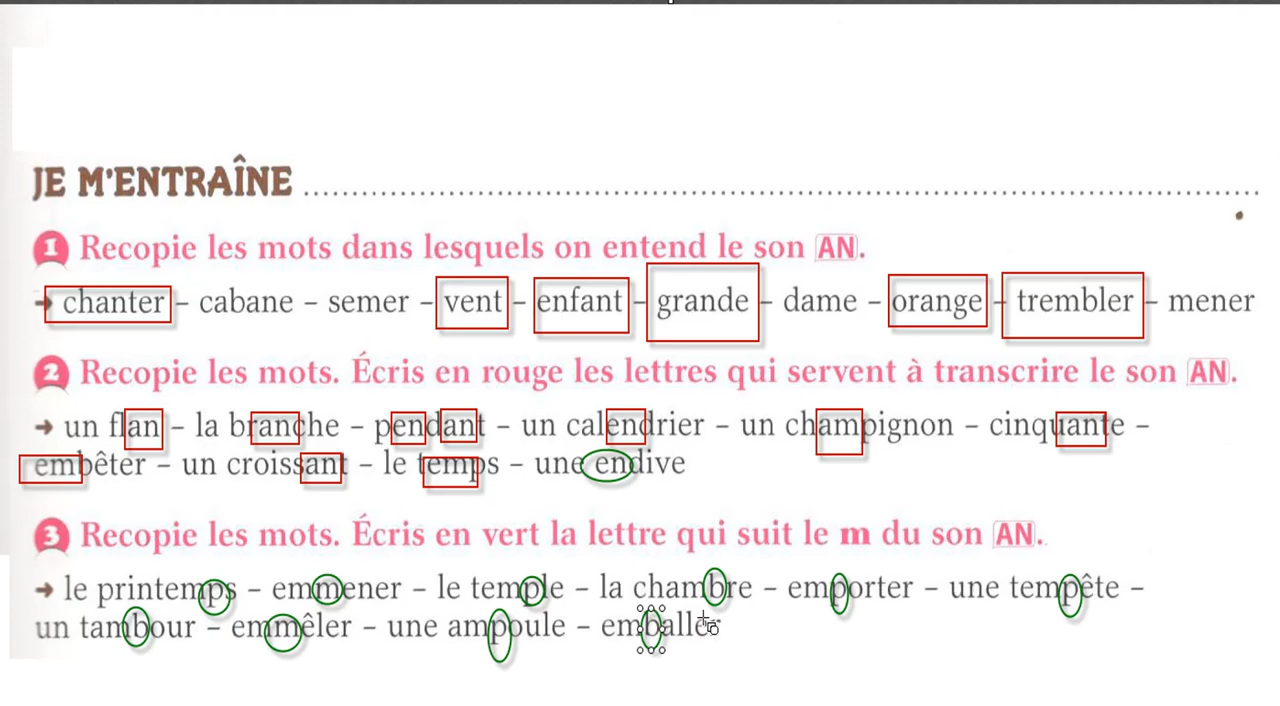 JE M'ENTRAÎNE ........................................................................
1 Recopie les mots dans lesquels on entend le son AN.
➜ chanter – cabane – semer – vent – enfant – grande – dame – orange – trembler – mener
2 Recopie les mots. Écris en rouge les lettres qui servent à transcrire le son AN.
➜ un flan – la branche – pendant – un calendrier – un champignon – cinquante –
embêter – un croissant – le temps – une endive
3 Recopie les mots. Écris en vert la lettre qui suit le m du son AN.
➜ le printemps – emmener – le temple – la chambre – emporter – une tempête –
un tambour – emmêler – une ampoule – emballer